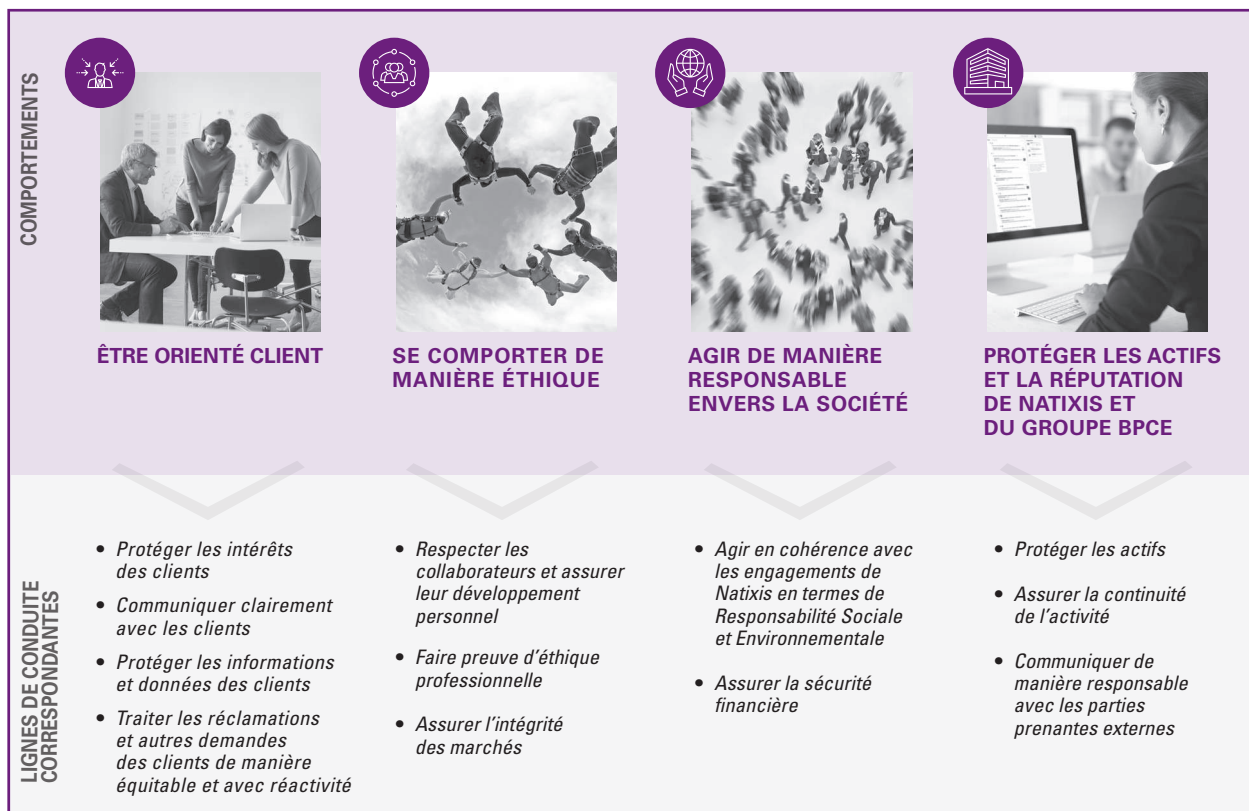 COMPORTEMENTS
ÊTRE ORIENTÉ CLIENT
SE COMPORTER DE
MANIÈRE ÉTHIQUE
AGIR DE MANIÈRE
RESPONSABLE
ENVERS LA SOCIÉTÉ
PROTÉGER LES ACTIFS
ET LA RÉPUTATION
DE NATIXIS ET
DU GROUPE BPCE
LIGNES DE CONDUITE
CORRESPONDANTES
• Protéger les intérêts
des clients
• Communiquer clairement
avec les clients
• Protéger les informations
et données des clients
• Traiter les réclamations
et autres demandes
des clients de manière
équitable et avec réactivité
• Respecter les
collaborateurs et assurer
leur développement
personnel
• Faire preuve d’éthique
professionnelle
• Assurer l’intégrité
des marchés
• Agir en cohérence avec
les engagements de
Natixis en termes de
Responsabilité Sociale
et Environnementale
• Assurer la sécurité
financière
• Protéger les actifs
• Assurer la continuité
de l’activité
• Communiquer de
manière responsable
avec les parties
prenantes externes